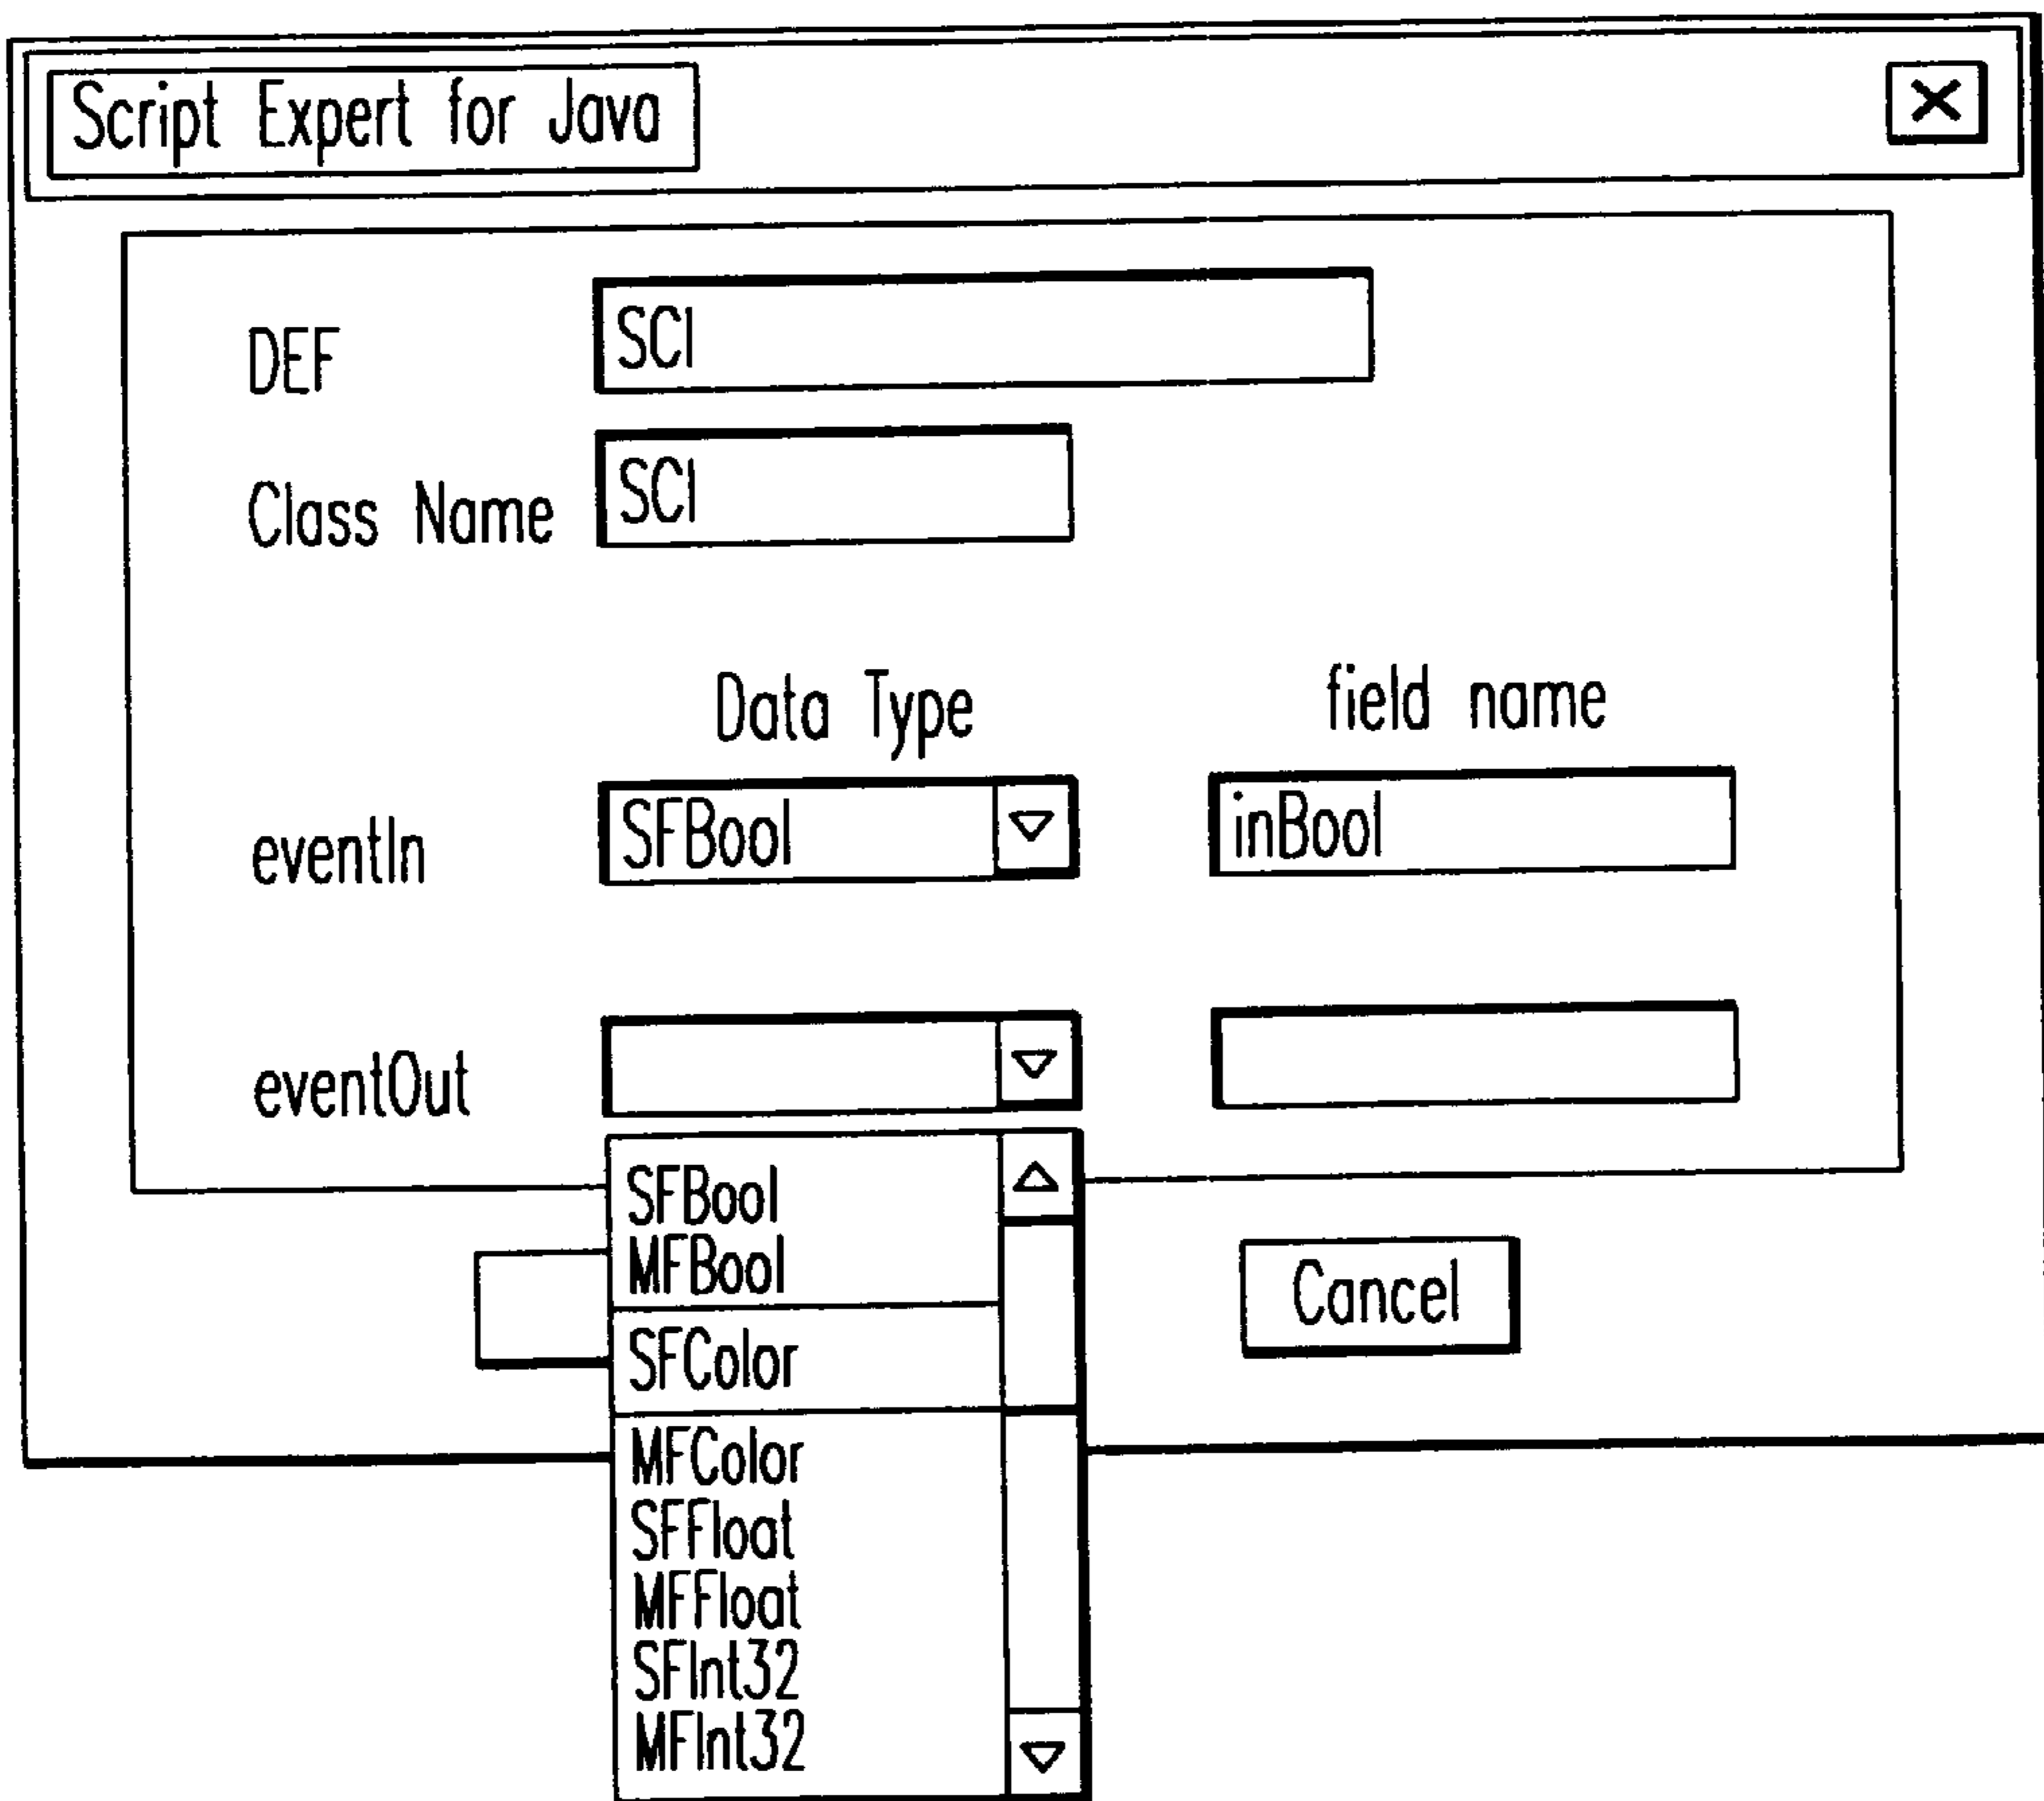 Script Expert for Java
DEF SCI
Class Name SCI
Data Type field name
eventIn SFBool inBool
eventOut
SFBool
MFBool
SFColor
MFColor
SFFloat
MFFloat
SFInt32
MFInt32
Cancel